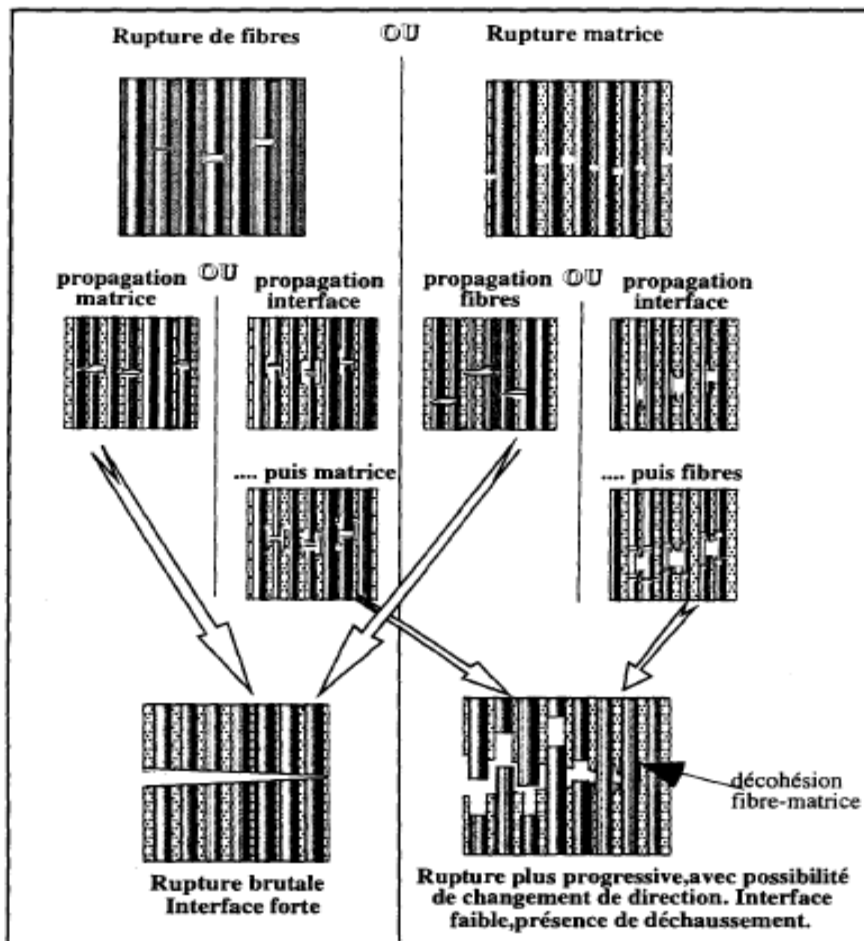 Rupture de fibres
OU
Rupture matrice
propagation
matrice
OU
propagation
interface
propagation
fibres
OU
propagation
interface
.... puis matrice
.... puis fibres
décohésion
fibre-matrice
Rupture brutale
Interface forte
Rupture plus progressive,avec possibilité
de changement de direction. Interface
faible,présence de déchaussement.